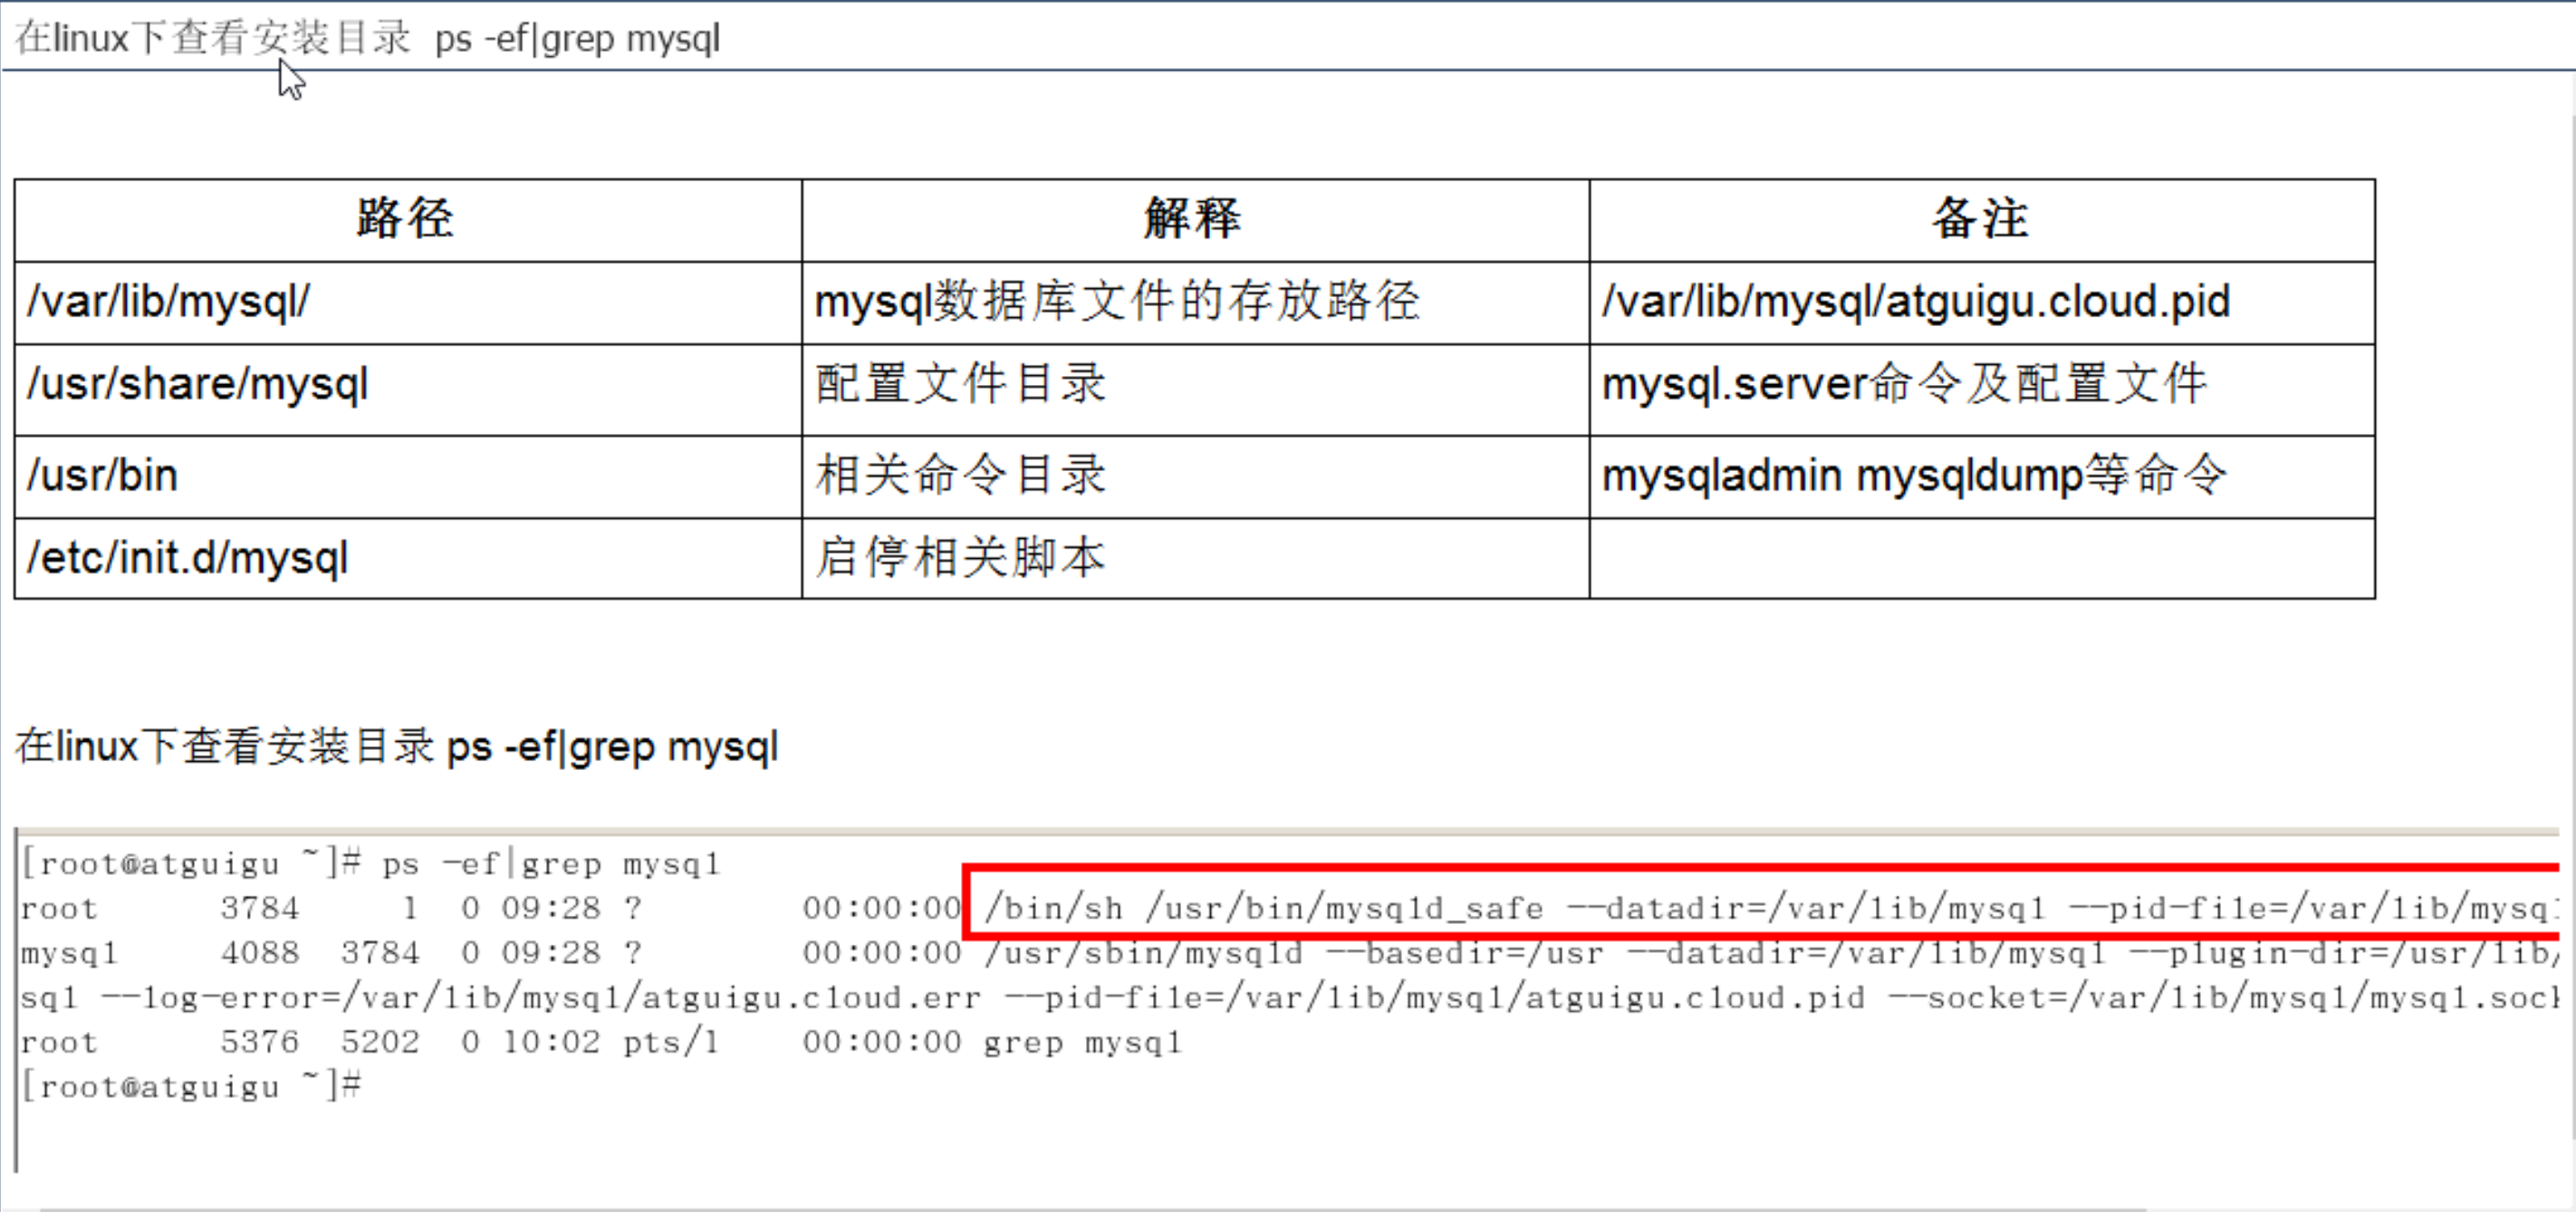 在linux下查看安装目录 ps -ef|grep mysql
路径 解释 备注
/var/lib/mysql/ mysql数据库文件的存放路径 /var/lib/mysql/atguigu.cloud.pid
/usr/share/mysql 配置文件目录 mysql.server命令及配置文件
/usr/bin 相关命令目录 mysqladmin mysqldump等命令
/etc/init.d/mysql 启停相关脚本
在linux下查看安装目录 ps -ef|grep mysql
[root@atguigu ~]# ps -ef|grep mysql
root 3784 1 0 09:28 ? 00:00:00 /bin/sh /usr/bin/mysqld_safe --datadir=/var/lib/mysql --pid-file=/var/lib/mysql
mysql 4088 3784 0 09:28 ? 00:00:00 /usr/sbin/mysqld --basedir=/usr --datadir=/var/lib/mysql --plugin-dir=/usr/lib/
sql --log-error=/var/lib/mysql/atguigu.cloud.err --pid-file=/var/lib/mysql/atguigu.cloud.pid --socket=/var/lib/mysql/mysql.sock
root 5376 5202 0 10:02 pts/1 00:00:00 grep mysql
[root@atguigu ~]#